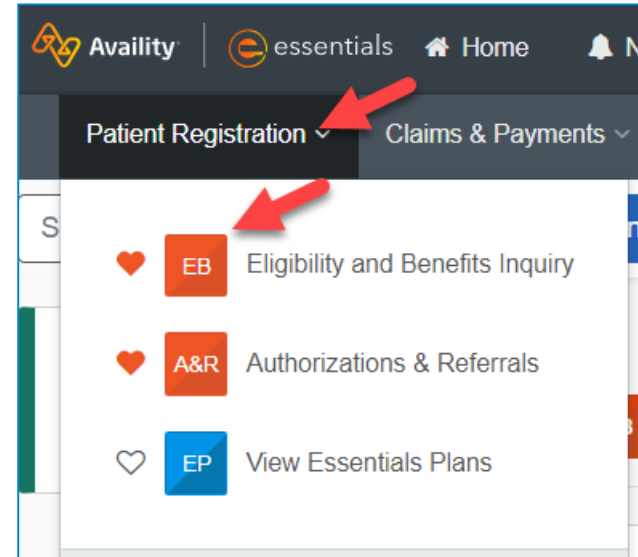 Availity essentials Home N
Patient Registration Claims & Payments
S
EB Eligibility and Benefits Inquiry
A&R Authorizations & Referrals
EP View Essentials Plans